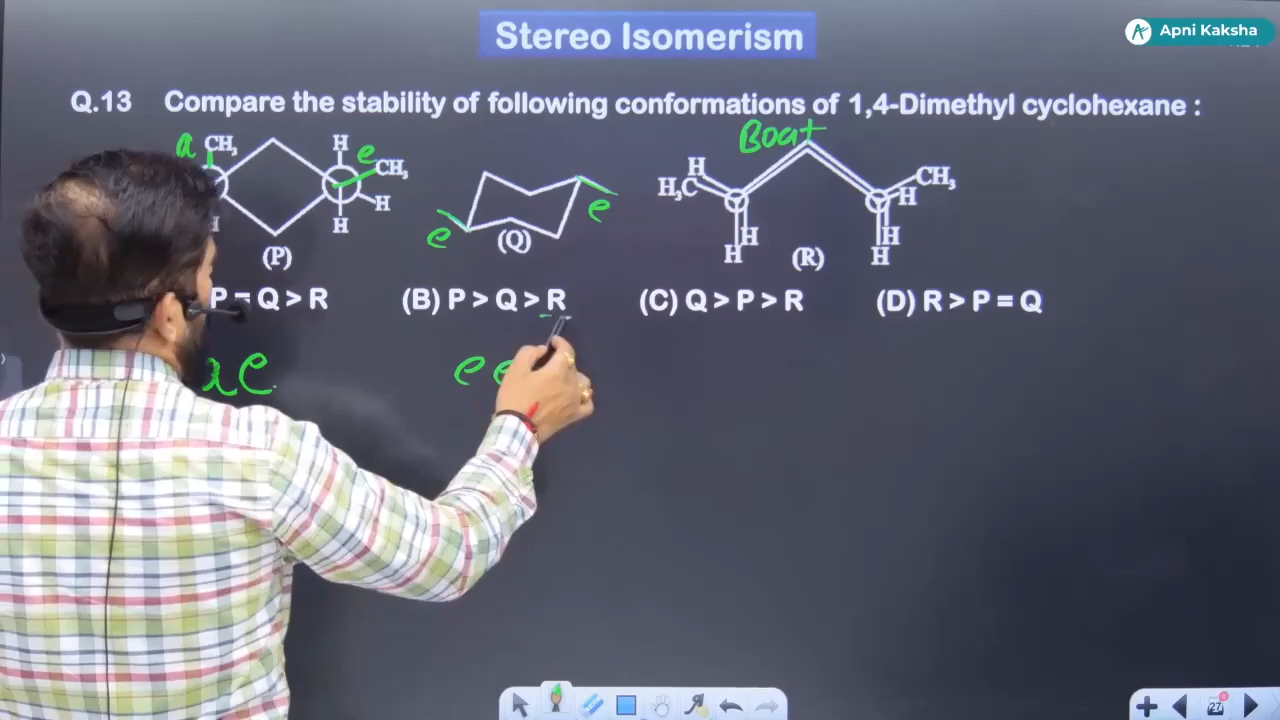 Stereo Isomerism
Apni Kaksha
Q.13 Compare the stability of following conformations of 1,4-Dimethyl cyclohexane :
a CH₃ H e CH₃ H H
(P)
e e
(Q)
Boat
H H₃C H H CH₃ H H H
(R)
P = Q > R (B) P > Q > R (C) Q > P > R (D) R > P = Q
e e
27